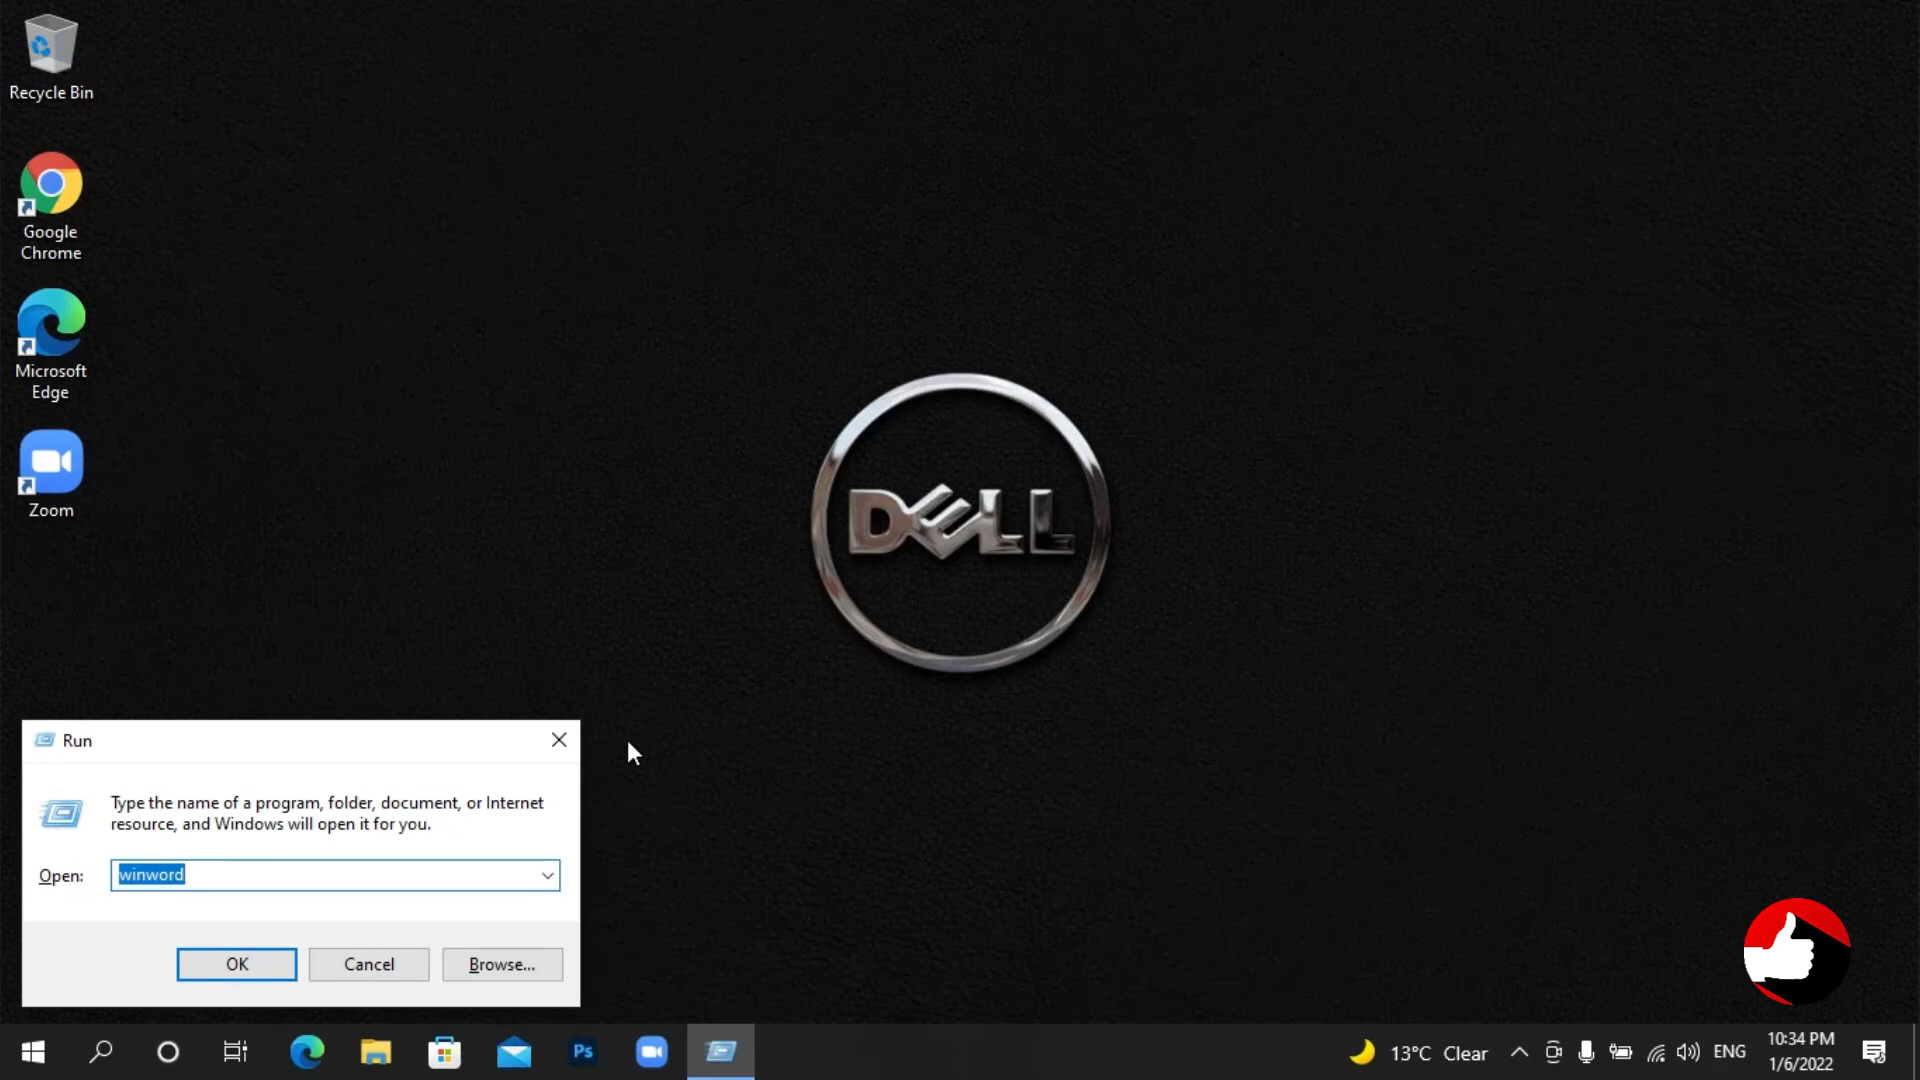 Recycle Bin
Google
Chrome
Microsoft
Edge
Zoom
DELL
Run
Type the name of a program, folder, document, or Internet
resource, and Windows will open it for you.
Open:
winword
OK
Cancel
Browse...
Ps
13°C Clear
ENG
10:34 PM
1/6/2022